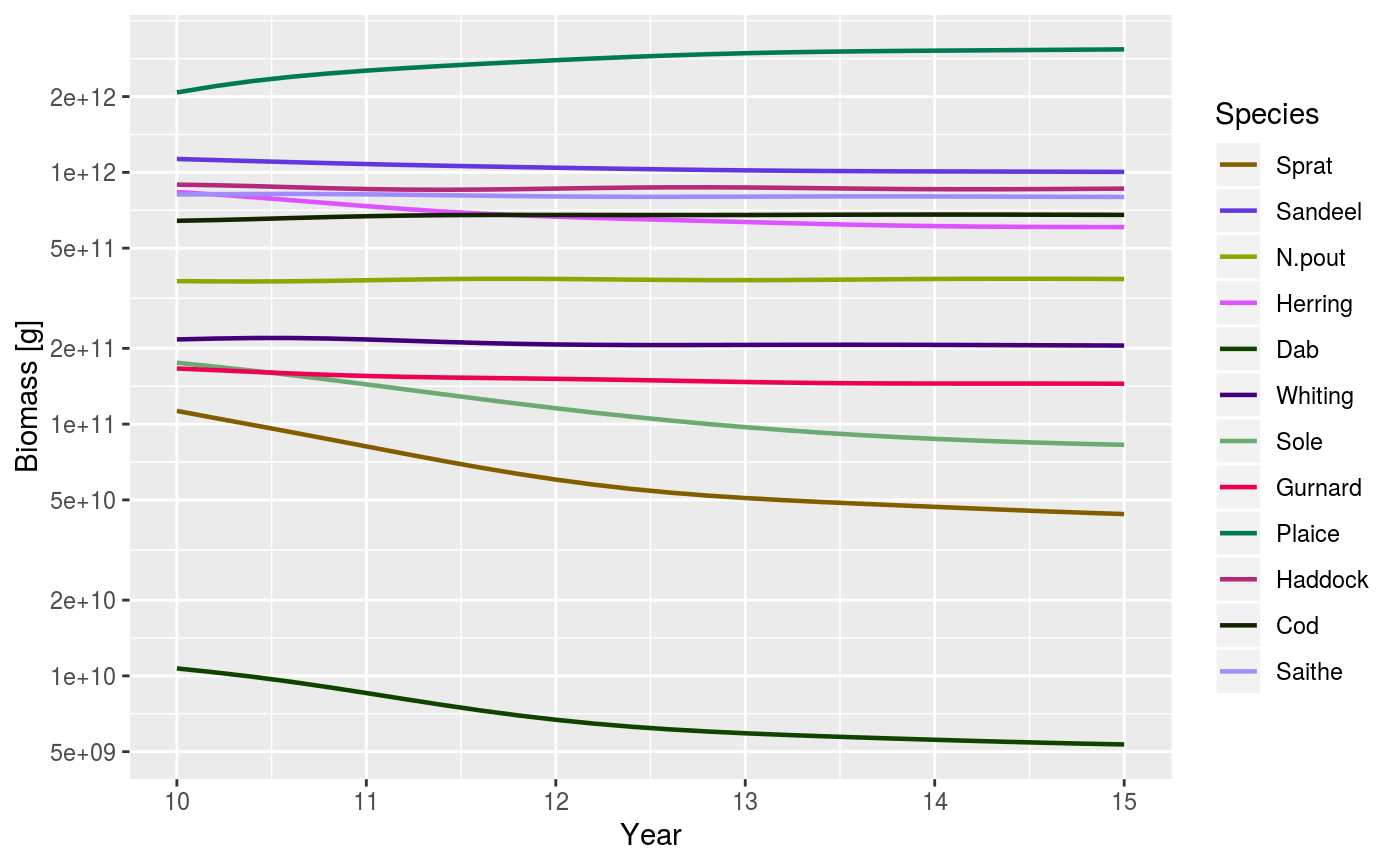 Biomass [g]
2e+12
1e+12
5e+11
2e+11
1e+11
5e+10
2e+10
1e+10
5e+09
10 11 12 13 14 15
Year
Species
Sprat
Sandeel
N.pout
Herring
Dab
Whiting
Sole
Gurnard
Plaice
Haddock
Cod
Saithe